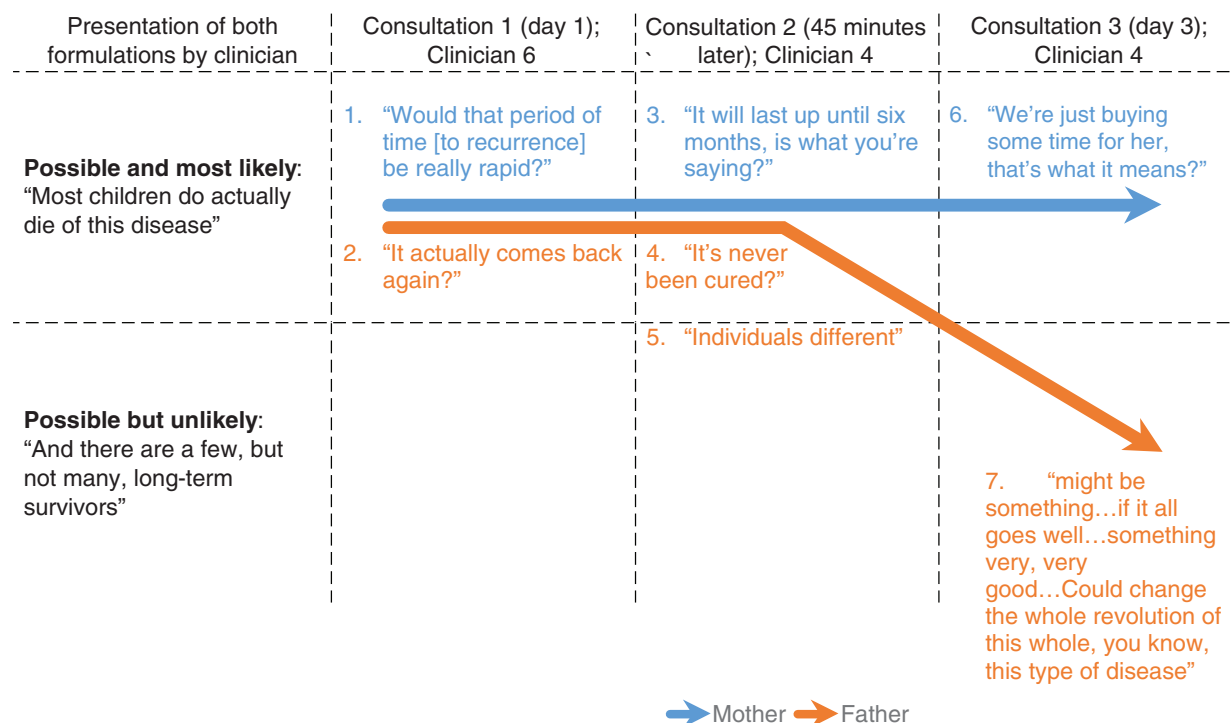 Presentation of both
formulations by clinician
Consultation 1 (day 1);
Clinician 6
Consultation 2 (45 minutes
` later); Clinician 4
Consultation 3 (day 3);
Clinician 4
Possible and most likely:
“Most children do actually
die of this disease”
1. “Would that period of
time [to recurrence]
be really rapid?”
3. “It will last up until six
months, is what you’re
saying?”
6. “We’re just buying
some time for her,
that’s what it means?”
2. “It actually comes back
again?”
4. “It’s never
been cured?”
5. “Individuals different”
Possible but unlikely:
“And there are a few, but
not many, long-term
survivors”
7. “might be
something…if it all
goes well…something
very, very
good…Could change
the whole revolution of
this whole, you know,
this type of disease”
Mother Father